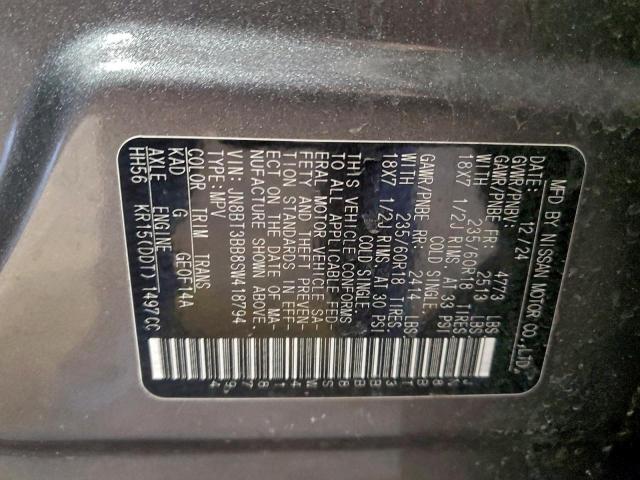 MFD BY NISSAN MOTOR CO.,LTD.
DATE: 12/24
GVWR/PNBV: 4773 LBS
GAWR/PNBE FR: 2513 LBS
WITH 235/60R18 TIRES
18X7 1/2J RIMS AT 33 PSI
COLD SINGLE
GAWR/PNBE RR: 2414 LBS
WITH 235/60R18 TIRES
18X7 1/2J RIMS AT 30 PSI
COLD SINGLE
THIS VEHICLE CONFORMS
TO ALL APPLICABLE FED
ERAL MOTOR VEHICLE SA-
FETY AND THEFT PREVEN-
TION STANDARDS IN EFF-
ECT ON THE DATE OF MA-
NUFACTURE SHOWN ABOVE.
VIN: JN8BT3BB8SW418794
TYPE: MPV
COLOR TRIM TRANS
KAD G GE0F14A
AXLE ENGINE
HH56 KR15(DDT) 1497CC